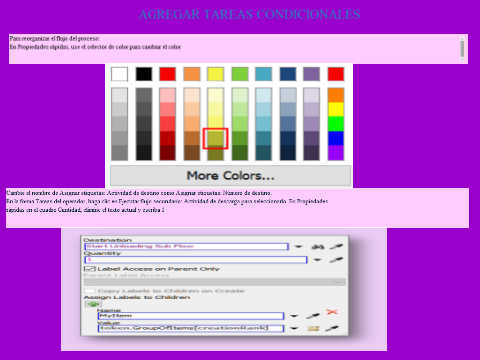 AGREGAR TAREAS CONDICIONALES
Para reorganizar el flujo del proceso:
En Propiedades rápidas, use el selector de color para cambiar el color
More Colors...
Cambie el nombre de Asignar etiquetas: Actividad de destino como Asignar etiquetas: Número de destino.
En la forma Tareas del operador, haga clic en Ejecutar flujo secundario: Actividad de descarga para seleccionarla. En Propiedades
rápidas en el cuadro Cantidad, elimine el texto actual y escriba 1
Destination
Start Unloading Sub Flow
Quantity
1
Label Access on Parent Only
Parent Label Access
Copy Labels to Children on Create
Assign Labels to Children
Name
MyItem
Value
token.GroupOfItems[creationRank]